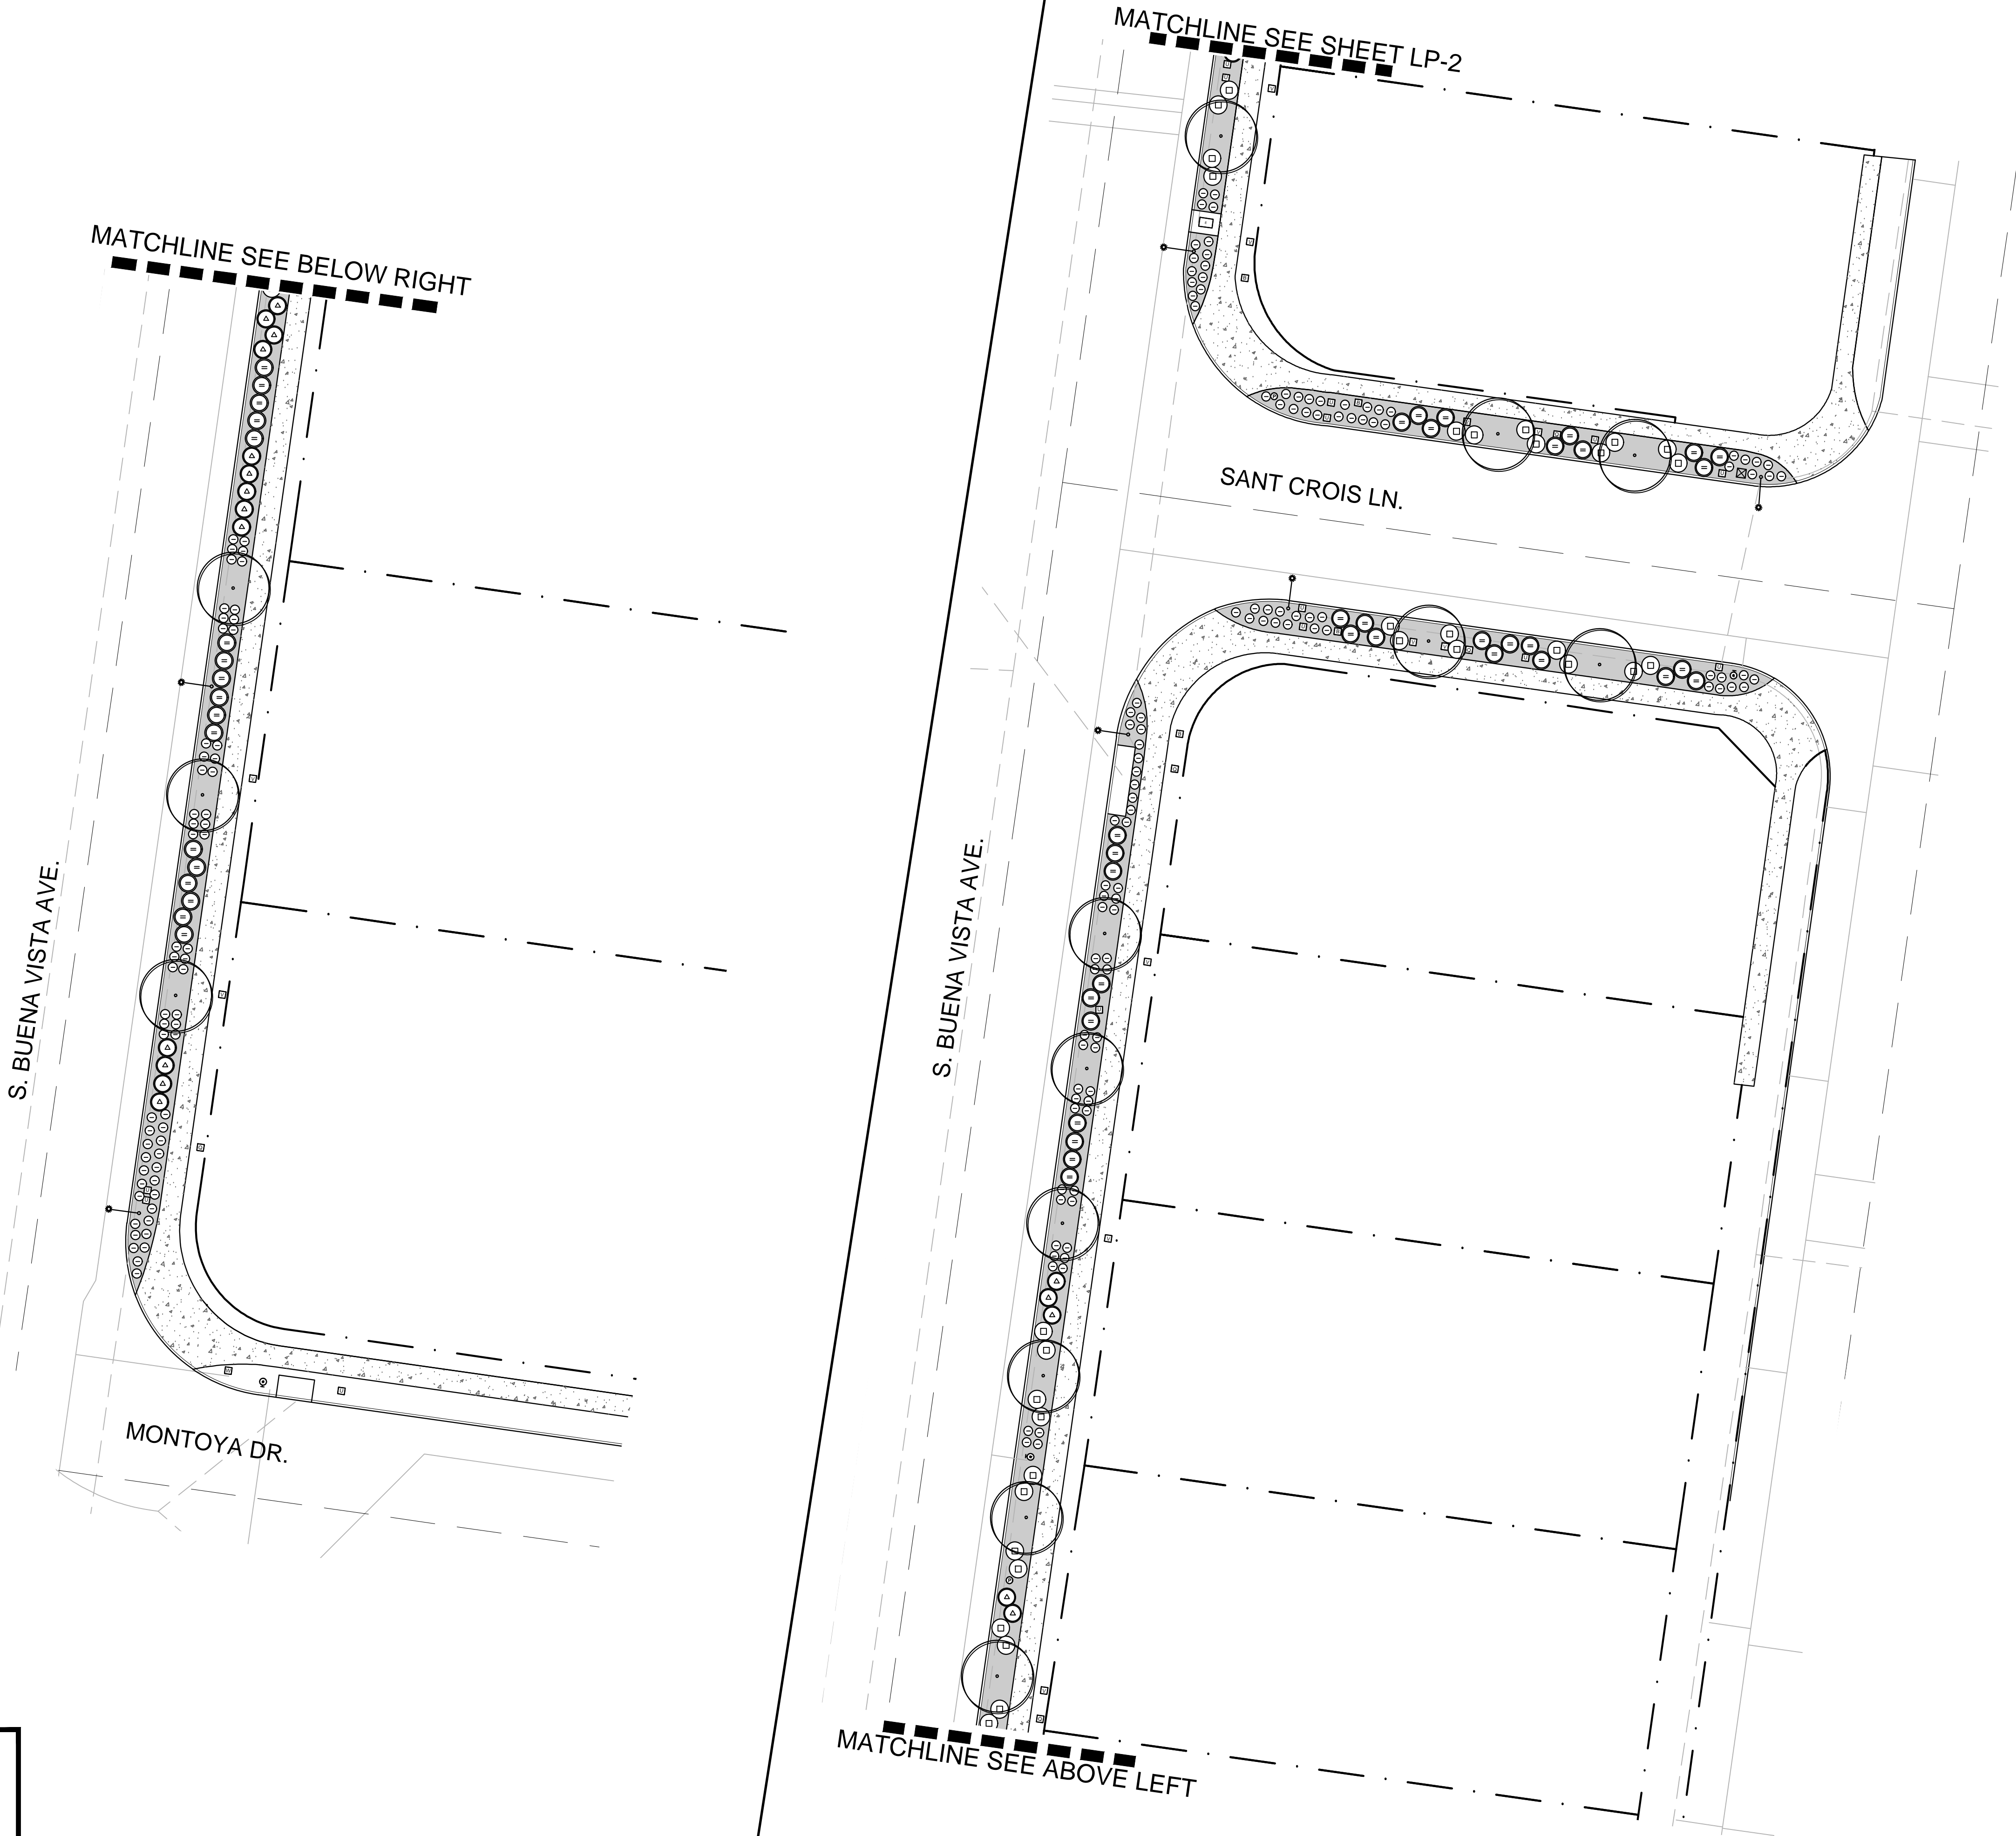 MATCHLINE SEE SHEET LP-2
MATCHLINE SEE BELOW RIGHT
SANT CROIS LN.
S. BUENA VISTA AVE.
S. BUENA VISTA AVE.
MONTOYA DR.
MATCHLINE SEE ABOVE LEFT